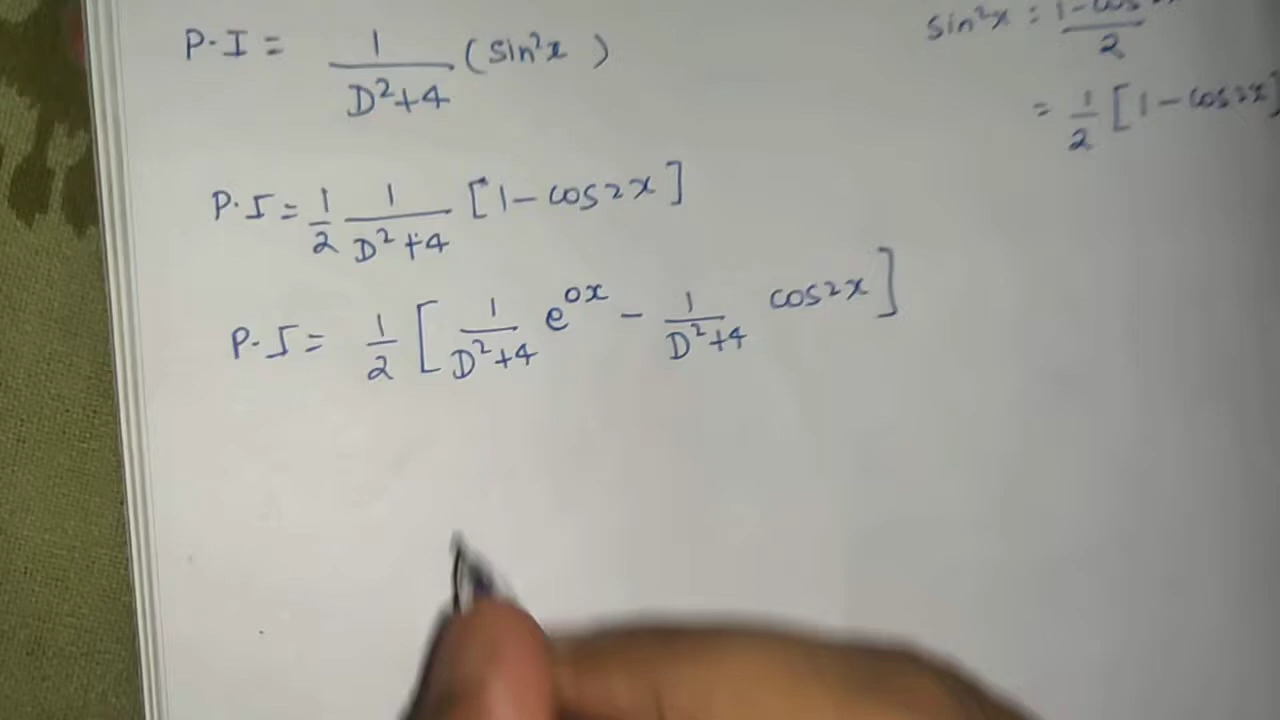 P.I = 1/(D²+4) (sin²x)
sin²x : 1-cos/2
= 1/2 [1-cos2x]
P.I = 1/2 1/(D²+4) [1-cos2x]
P.I = 1/2 [1/(D²+4) e^0x - 1/(D²+4) cos2x]